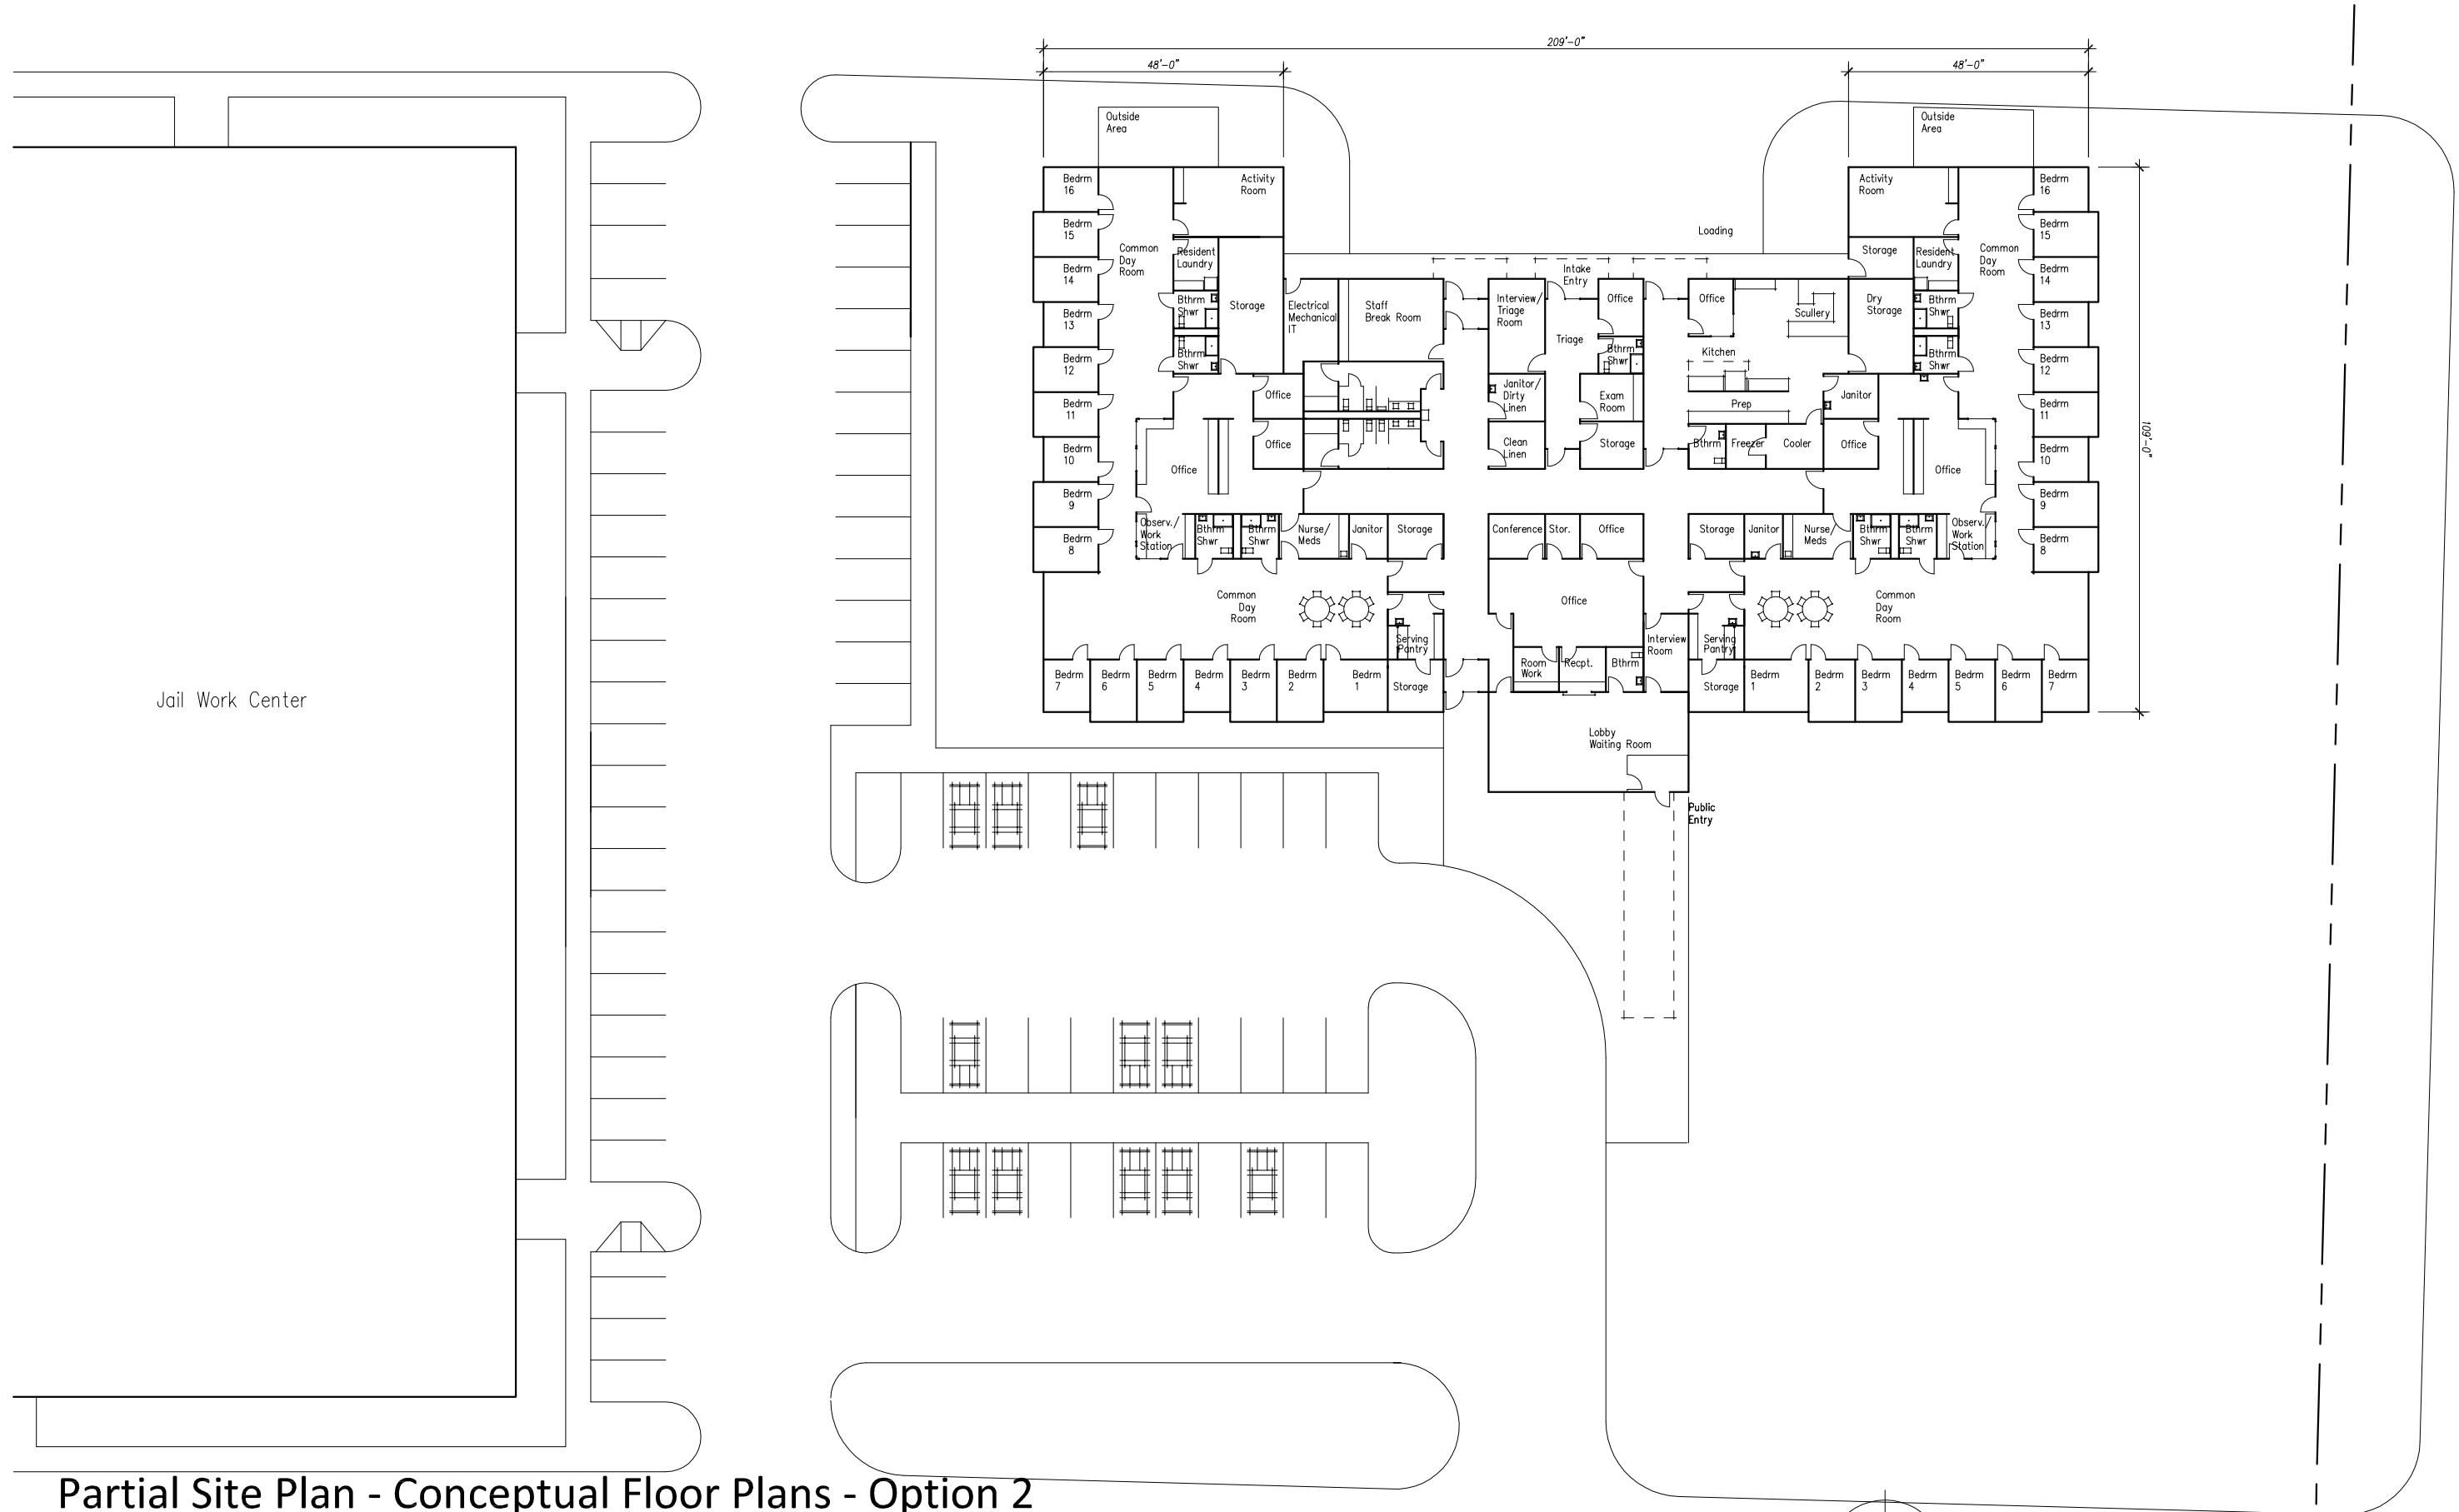 209'-0"
48'-0"
48'-0"
Outside
Area
Outside
Area
Bedrm
16
Activity
Room
Activity
Room
Bedrm
16
Bedrm
15
Bedrm
15
Loading
Common
Day
Room
Resident
Laundry
Storage
Resident
Laundry
Common
Day
Room
Bedrm
14
Bedrm
14
Intake
Entry
Bthrm
Shwr
Storage
Electrical
Mechanical
IT
Staff
Break Room
Interview/
Triage
Room
Office
Office
Scullery
Dry
Storage
Bthrm
Shwr
Bedrm
13
Bedrm
13
Triage
Bthrm
Shwr
Bthrm
Shwr
Kitchen
Bthrm
Shwr
Bedrm
12
Bedrm
12
Office
Janitor/
Dirty
Linen
Exam
Room
Prep
Janitor
Bedrm
11
Bedrm
11
109'-0"
Office
Clean
Linen
Storage
Bthrm
Freezer
Cooler
Office
Bedrm
10
Bedrm
10
Office
Office
Bedrm
9
Bedrm
9
Observ./
Work
Station
Bthrm
Shwr
Bthrm
Shwr
Nurse/
Meds
Janitor
Storage
Conference
Stor.
Office
Storage
Janitor
Nurse/
Meds
Bthrm
Shwr
Bthrm
Shwr
Observ./
Work
Station
Bedrm
8
Bedrm
8
Common
Day
Room
Office
Common
Day
Room
Serving
Pantry
Interview
Room
Serving
Pantry
Room
Work
Recpt.
Bthrm
Bedrm
7
Bedrm
6
Bedrm
5
Bedrm
4
Bedrm
3
Bedrm
2
Bedrm
1
Storage
Storage
Bedrm
1
Bedrm
2
Bedrm
3
Bedrm
4
Bedrm
5
Bedrm
6
Bedrm
7
Jail Work Center
Lobby
Waiting Room
Public
Entry
Partial Site Plan - Conceptual Floor Plans - Option 2